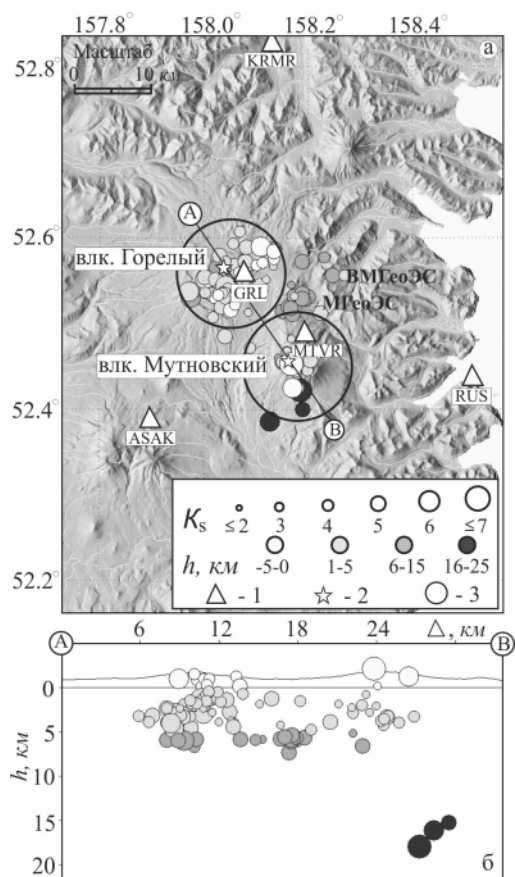 157.8° 158.0° 158.2° 158.4°
52.8°
Масштаб
0 10 км
KRMR
а
52.6°
А
влк. Горелый
GRL
ВМГеоЭС
МГеоЭС
MTVR
влк. Мутновский
RUS
52.4°
ASAK
В
Ks ≤2 3 4 5 6 ≤7
-5-0 1-5 6-15 16-25
h, км
- 1 - 2 - 3
52.2°
А 6 12 18 24 Δ, км В
0
5
10
15
20
h, км
б